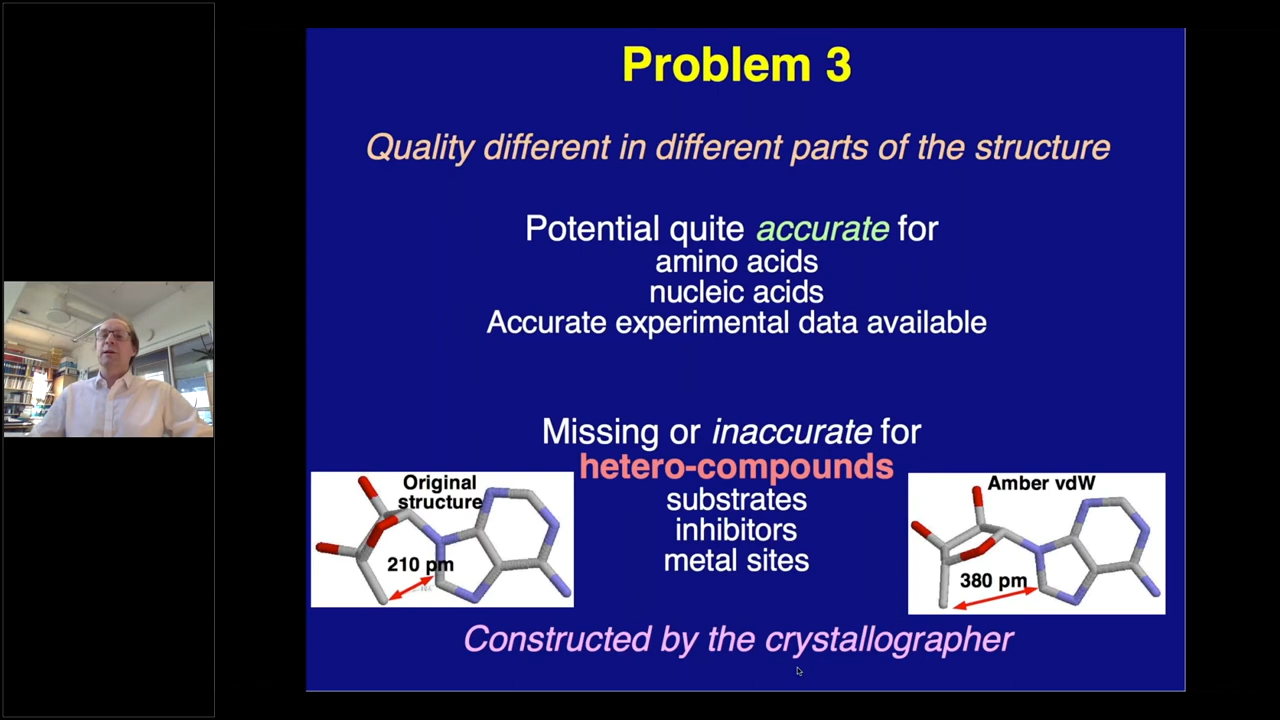 Problem 3
Quality different in different parts of the structure
Potential quite accurate for
amino acids
nucleic acids
Accurate experimental data available
Missing or inaccurate for
hetero-compounds
substrates
inhibitors
metal sites
Original
structure
210 pm
Amber vdW
380 pm
Constructed by the crystallographer